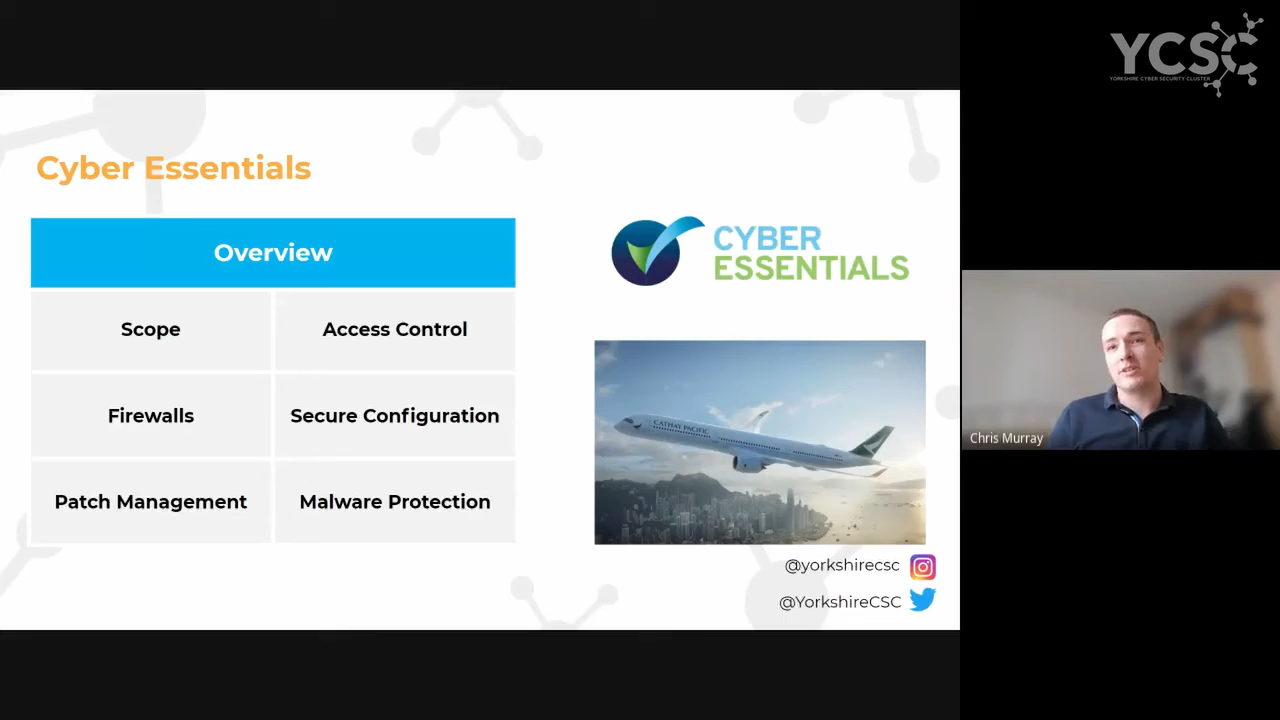 YCSC
YORKSHIRE CYBER SECURITY CLUSTER
Cyber Essentials
Overview
Scope
Access Control
Firewalls
Secure Configuration
Patch Management
Malware Protection
CYBER
ESSENTIALS
CATHAY PACIFIC
@yorkshirecsc
@YorkshireCSC
Chris Murray